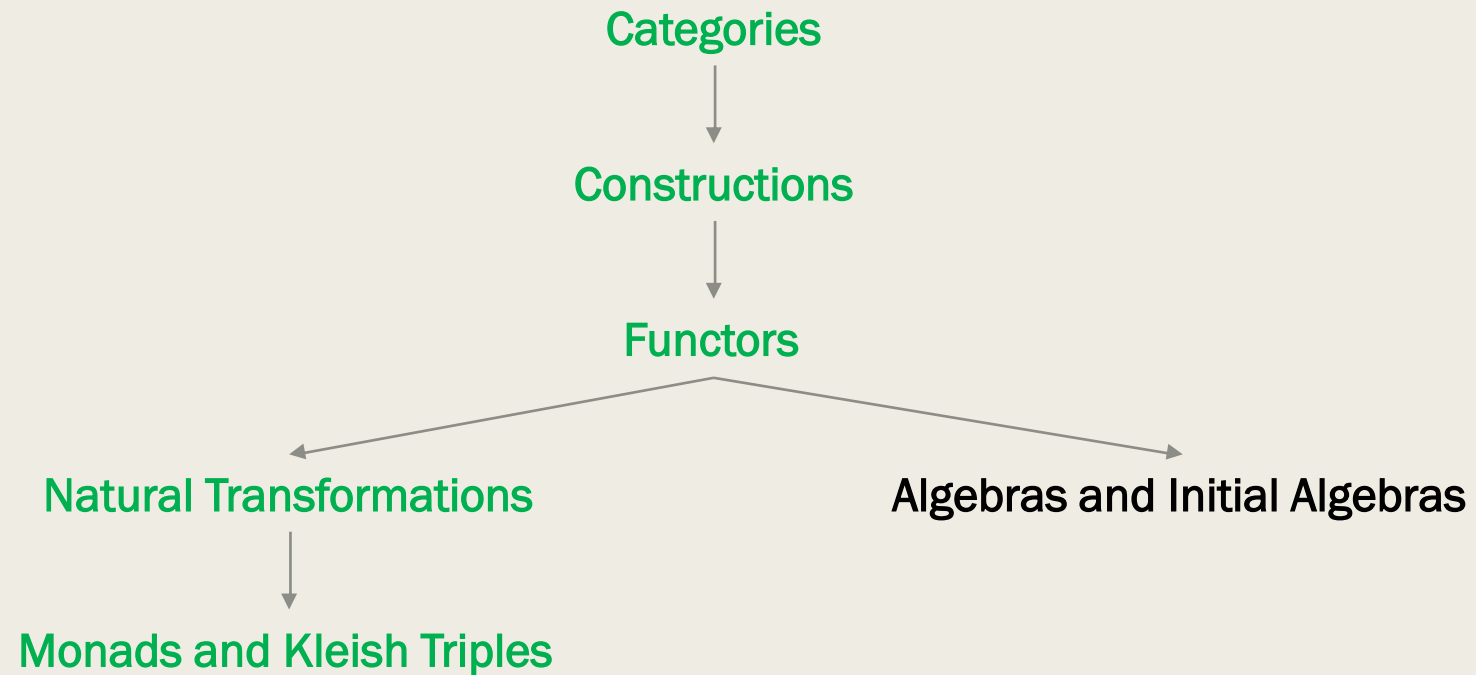 Categories
Constructions
Functors
Natural Transformations
Algebras and Initial Algebras
Monads and Kleish Triples